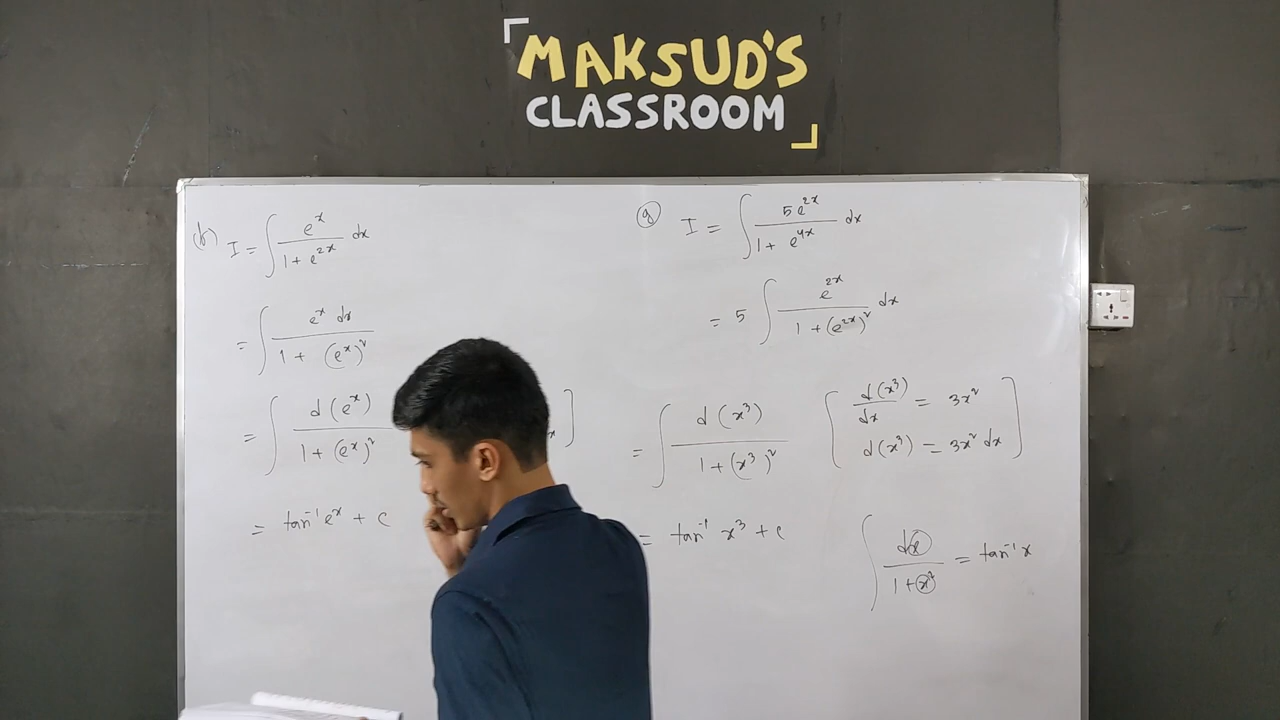 MAKSUD'S
CLASSROOM
(b) I = ∫ e^x / (1 + e^{2x}) dx
= ∫ e^x dx / (1 + (e^x)^2)
= ∫ d(e^x) / (1 + (e^x)^2)
x ]
= tan^{-1} e^x + c
(g) I = ∫ 5e^{2x} / (1 + e^{4x}) dx
= 5 ∫ e^{2x} / (1 + (e^{2x})^2) dx
= ∫ d(x^3) / (1 + (x^3)^2)
[ d(x^3)/dx = 3x^2
d(x^3) = 3x^2 dx ]
= tan^{-1} x^3 + c
∫ dx / (1 + x^2) = tan^{-1} x